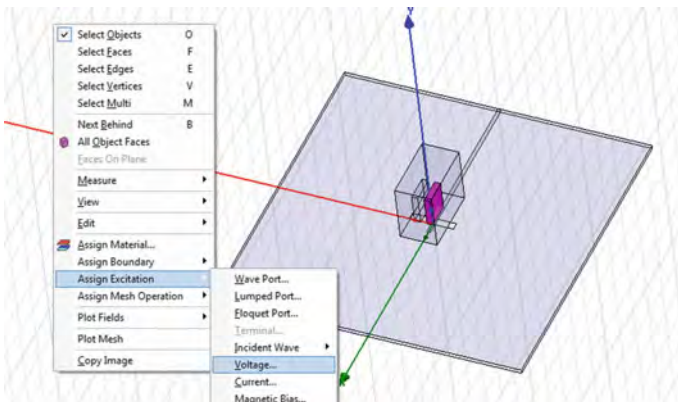 Select Objects O
Select Faces F
Select Edges E
Select Vertices V
Select Multi M
Next Behind B
All Object Faces
Faces On Plane
Measure
View
Edit
Assign Material...
Assign Boundary
Assign Excitation
Assign Mesh Operation
Plot Fields
Plot Mesh
Copy Image
Wave Port...
Lumped Port...
Floquet Port...
Terminal...
Incident Wave
Voltage...
Current...
Magnetic Bias...